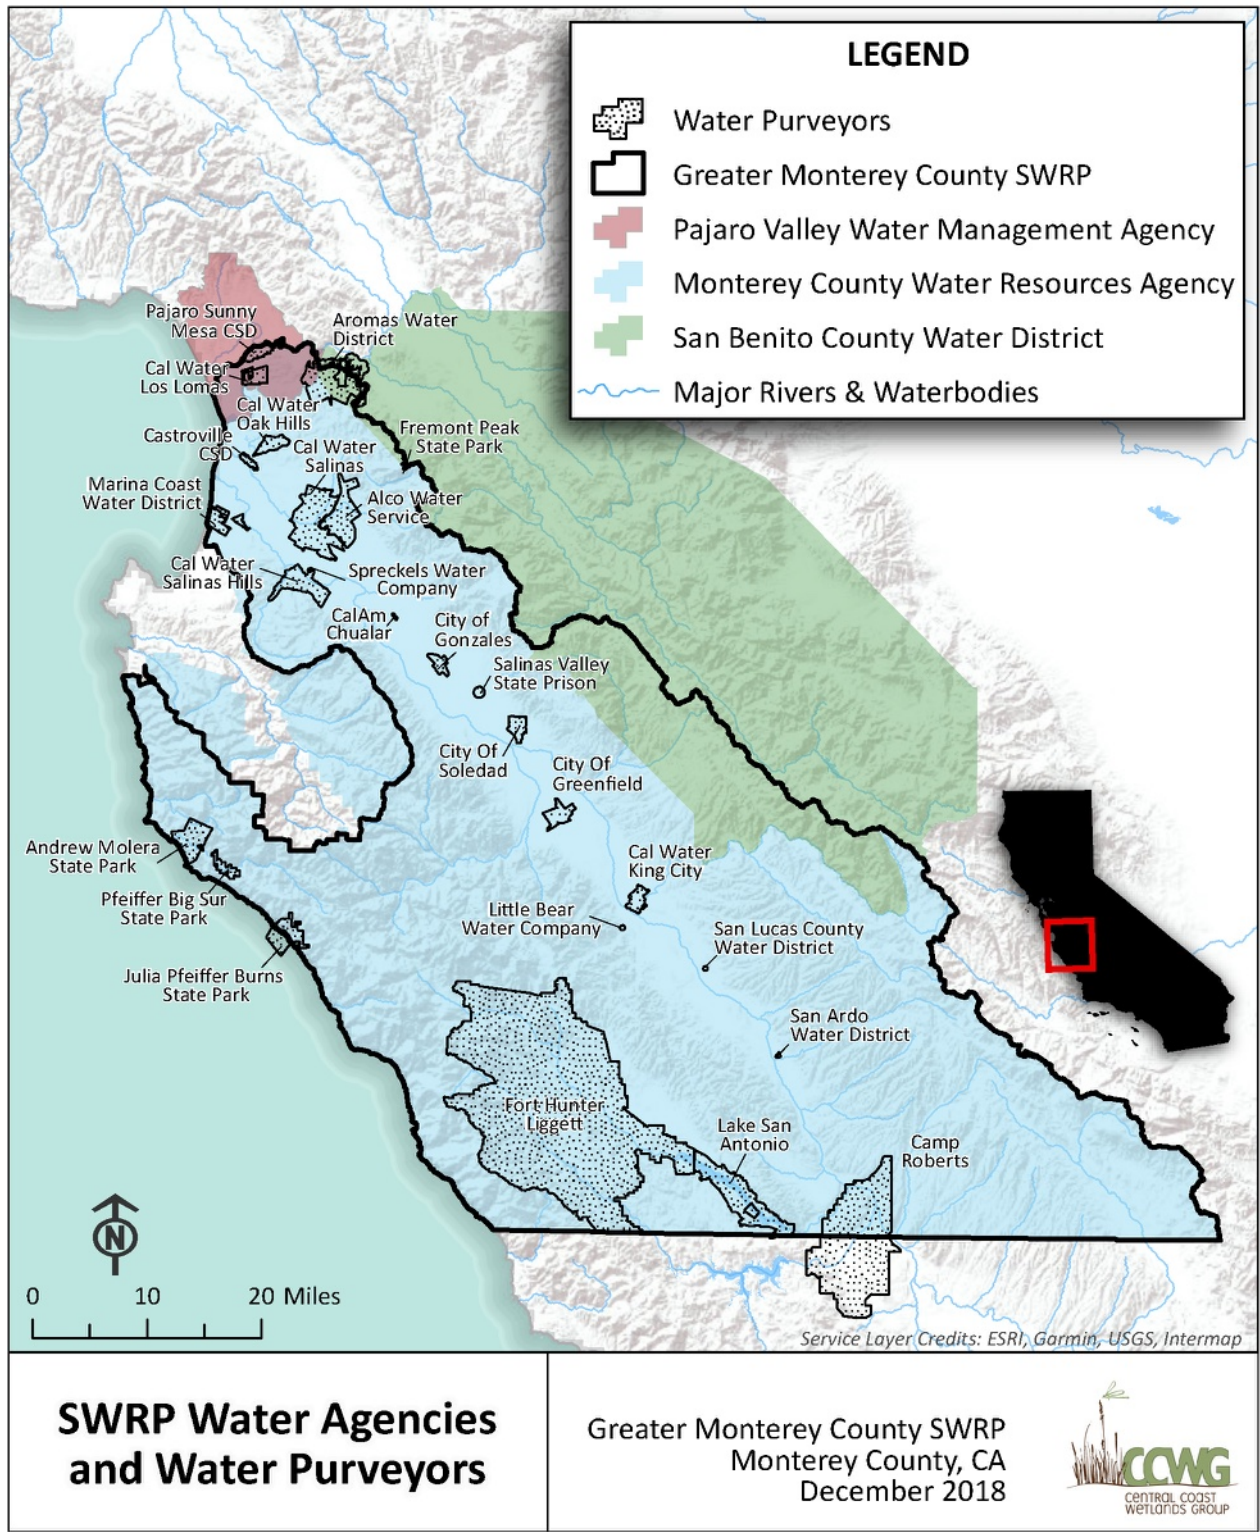 LEGEND
Water Purveyors
Greater Monterey County SWRP
Pajaro Valley Water Management Agency
Monterey County Water Resources Agency
San Benito County Water District
Major Rivers & Waterbodies
Pajaro Sunny
Mesa CSD
Aromas Water
District
Cal Water
Los Lomas
Cal Water
Oak Hills
Castroville
CSD
Cal Water
Salinas
Fremont Peak
State Park
Marina Coast
Water District
Alco Water
Service
Cal Water
Salinas Hills
Spreckels Water
Company
CalAm
Chualar
City of
Gonzales
Salinas Valley
State Prison
City Of
Soledad
City Of
Greenfield
Andrew Molera
State Park
Cal Water
King City
Pfeiffer Big Sur
State Park
Little Bear
Water Company
San Lucas County
Water District
Julia Pfeiffer Burns
State Park
San Ardo
Water District
Fort Hunter
Liggett
Lake San
Antonio
Camp
Roberts
N
0 10 20 Miles
Service Layer Credits: ESRI, Garmin, USGS, Intermap
SWRP Water Agencies
and Water Purveyors
Greater Monterey County SWRP
Monterey County, CA
December 2018
CCWG
CENTRAL COAST
WETLANDS GROUP